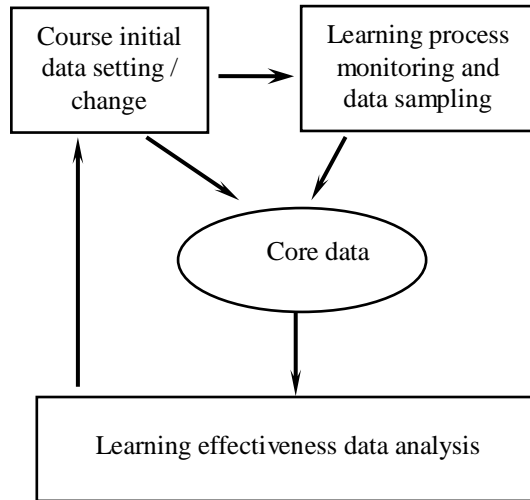 Course initial
data setting /
change
Learning process
monitoring and
data sampling
Core data
Learning effectiveness data analysis